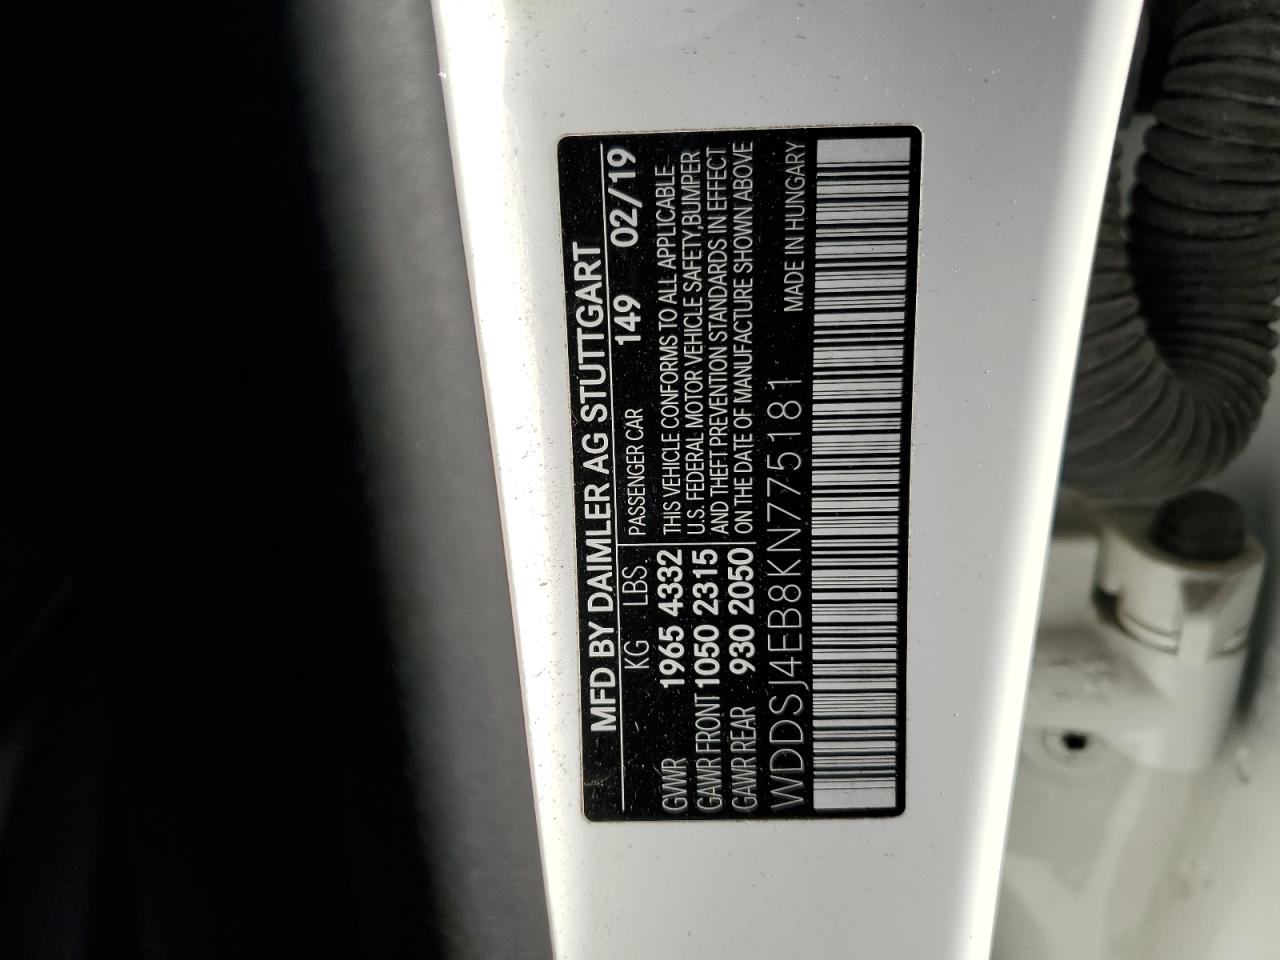 MFD BY DAIMLER AG STUTTGART
KG LBS PASSENGER CAR 149 02/19
GVWR 1965 4332 THIS VEHICLE CONFORMS TO ALL APPLICABLE
GAWR FRONT 1050 2315 U.S. FEDERAL MOTOR VEHICLE SAFETY,BUMPER
AND THEFT PREVENTION STANDARDS IN EFFECT
GAWR REAR 930 2050 ON THE DATE OF MANUFACTURE SHOWN ABOVE
WDDSJ4EB8KN775181 MADE IN HUNGARY